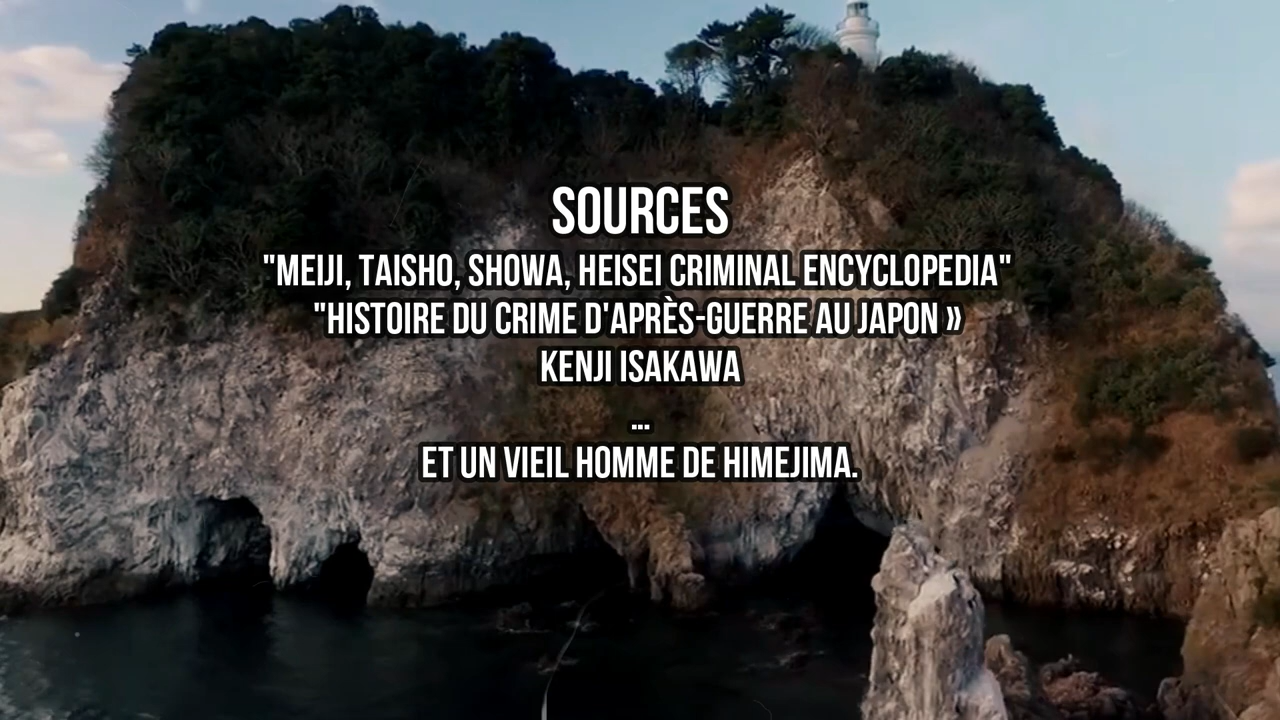 SOURCES
"MEIJI, TAISHO, SHOWA, HEISEI CRIMINAL ENCYCLOPEDIA"
"HISTOIRE DU CRIME D'APRÈS-GUERRE AU JAPON »
KENJI ISAKAWA
...
ET UN VIEIL HOMME DE HIMEJIMA.